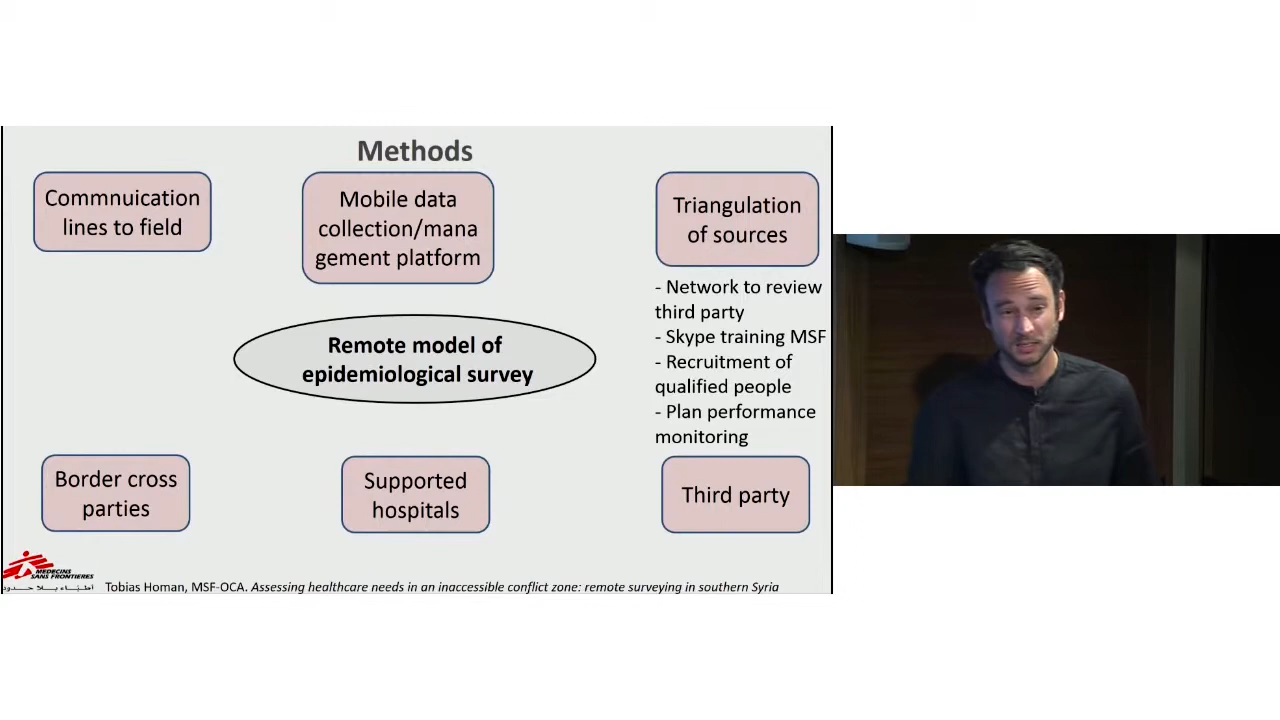 Methods
Commnuication
lines to field
Mobile data
collection/mana
gement platform
Triangulation
of sources
- Network to review
third party
- Skype training MSF
- Recruitment of
qualified people
- Plan performance
monitoring
Remote model of
epidemiological survey
Border cross
parties
Supported
hospitals
Third party
MEDECINS
SANS FRONTIERES
أطباء بلا حدود
Tobias Homan, MSF-OCA. Assessing healthcare needs in an inaccessible conflict zone: remote surveying in southern Syria